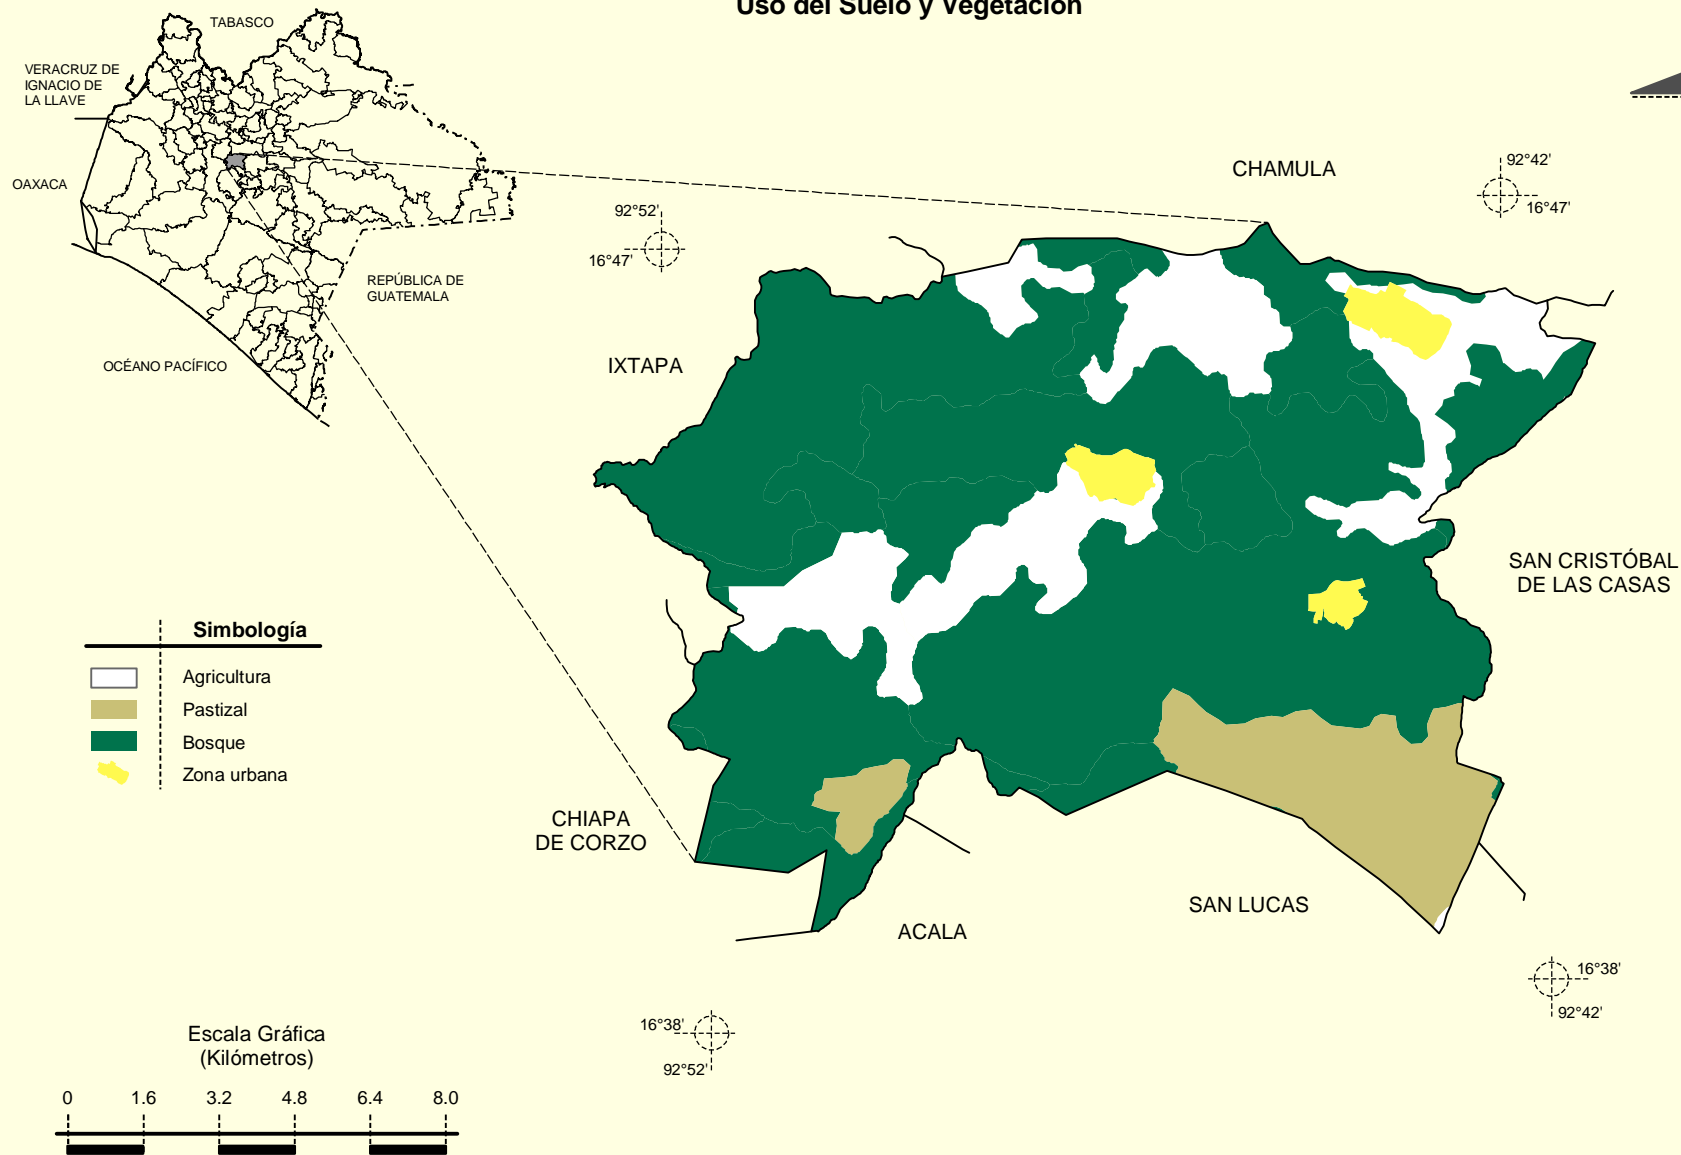 Uso del Suelo y Vegetación
TABASCO
VERACRUZ DE
IGNACIO DE
LA LLAVE
OAXACA
REPÚBLICA DE
GUATEMALA
OCÉANO PACÍFICO
92°52'
16°47'
CHAMULA
92°42'
16°47'
IXTAPA
SAN CRISTÓBAL
DE LAS CASAS
Simbología
Agricultura
Pastizal
Bosque
Zona urbana
CHIAPA
DE CORZO
ACALA
SAN LUCAS
16°38'
92°42'
16°38'
92°52'
Escala Gráfica
(Kilómetros)
0 1.6 3.2 4.8 6.4 8.0